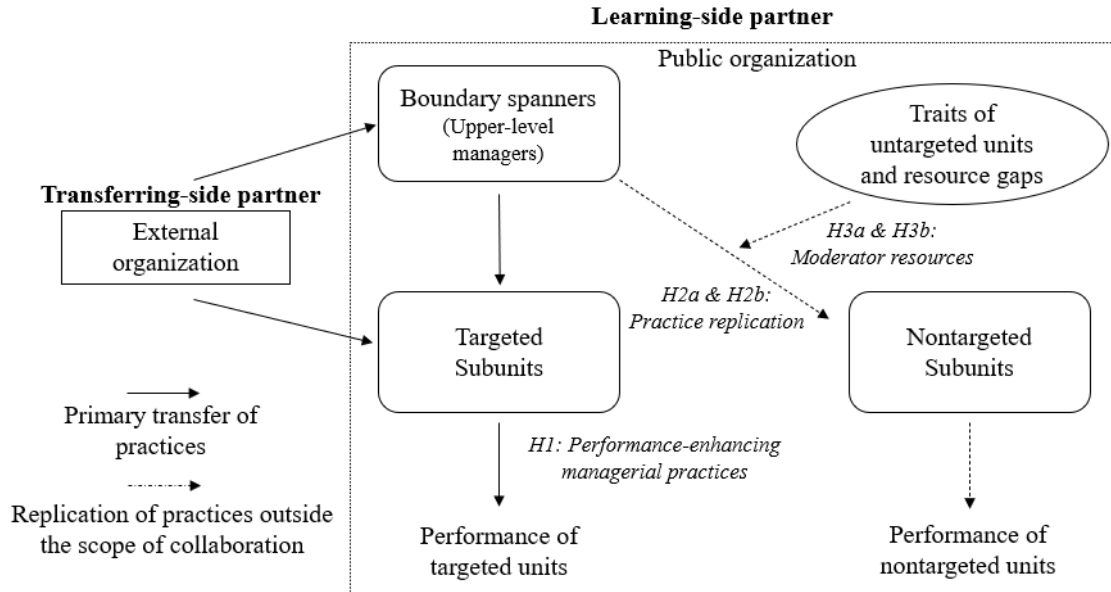 Learning-side partner
Public organization
Boundary spanners
(Upper-level
managers)
Traits of
untargeted units
and resource gaps
Transferring-side partner
External
organization
H3a & H3b:
Moderator resources
H2a & H2b:
Practice replication
Targeted
Subunits
Nontargeted
Subunits
Primary transfer of
practices
H1: Performance-enhancing
managerial practices
Replication of practices outside
the scope of collaboration
Performance of
targeted units
Performance of
nontargeted units